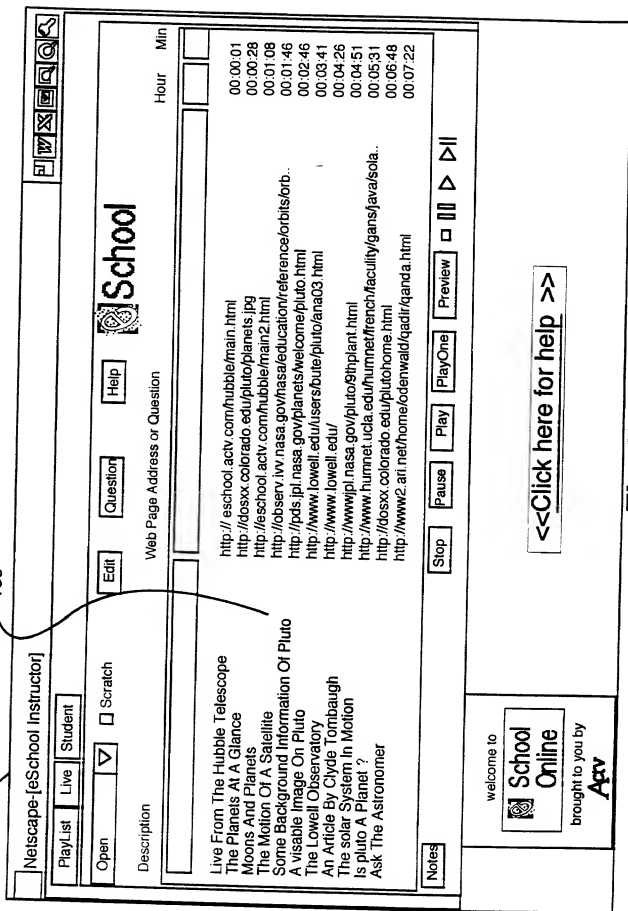 Netscape-[eSchool Instructor]
PlayList Live Student
Open Scratch Edit Question Help eSchool
Description Web Page Address or Question Hour Min
Live From The Hubble Telescope http:// eschool.actv.com/hubble/main.html 00:00:01
The Planets At A Glance http://dosxx.colorado.edu/pluto/planets.jpg 00:00:28
Moons And Planets http://eschool.actv.com/hubble/main2.html 00:01:08
The Motion Of A Satellite http://observ.ivv.nasa.gov/nasa/education/reference/orbits/orb.. 00:01:46
Some Background Information Of Pluto http://pds.jpl.nasa.gov/planets/welcome/pluto.html 00:02:46
A visable Image On Pluto http://www.lowell.edu/users/bute/pluto/ana03.html 00:03:41
The Lowell Observatory http://www.lowell.edu/ 00:04:26
An Article By Clyde Tombaugh http://wwwjpl.nasa.gov/pluto/9thplant.html 00:04:51
The solar System In Motion http://www.humnet.ucla.edu/humnet/french/faculity/gans/java/sola.. 00:05:31
Is pluto A Planet ? http://dosxx.colorado.edu/plutohome.html 00:06:48
Ask The Astronomer http://www2.ari.net/home/odenwald/qadir/qanda.html 00:07:22
Notes Stop Pause Play PlayOne Preview
welcome to
eSchool
Online
brought to you by
Actv
<<Click here for help >>